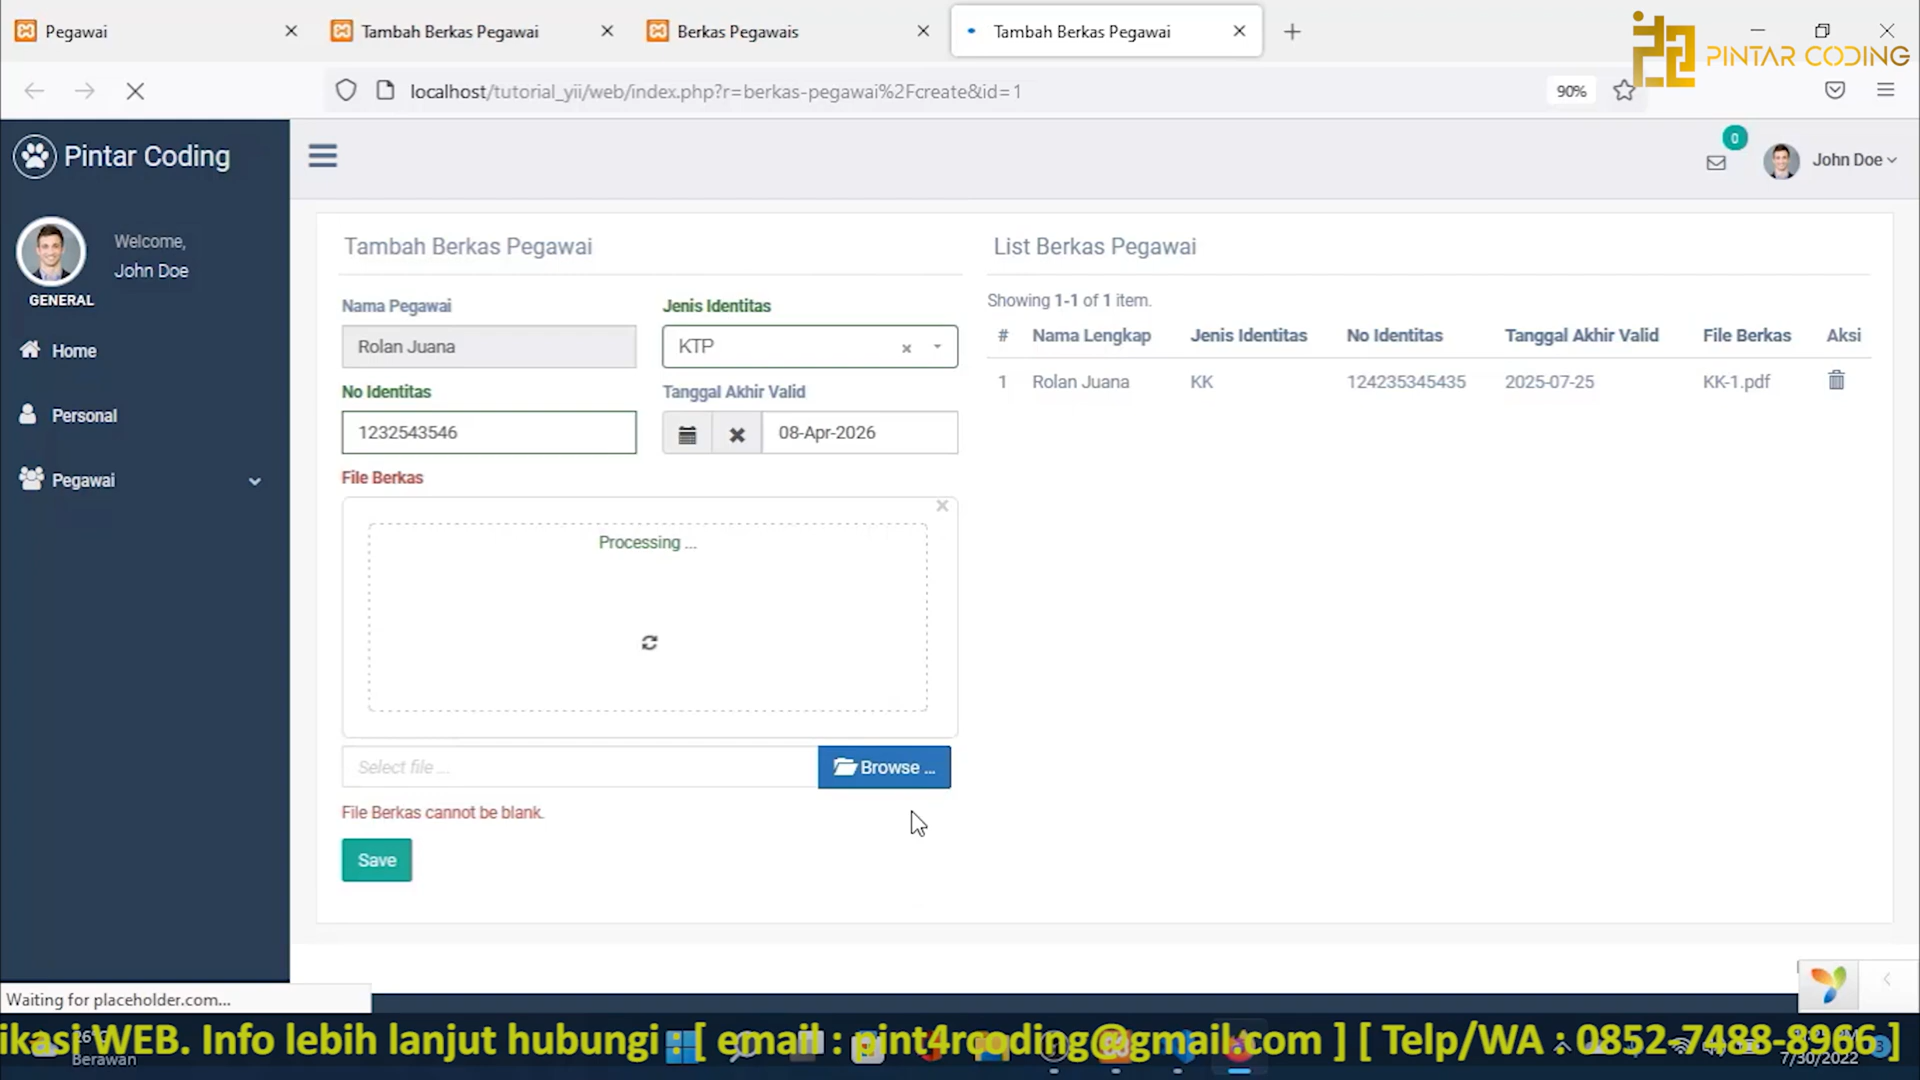 Pegawai
Tambah Berkas Pegawai
Berkas Pegawais
Tambah Berkas Pegawai
PINTAR CODING
localhost/tutorial_yii/web/index.php?r=berkas-pegawai%2Fcreate&id=1
90%
Pintar Coding
0
John Doe
Welcome,
John Doe
GENERAL
Home
Personal
Pegawai
Tambah Berkas Pegawai
Nama Pegawai
Jenis Identitas
Rolan Juana
KTP
No Identitas
Tanggal Akhir Valid
1232543546
08-Apr-2026
File Berkas
Processing ...
Select file ...
Browse ...
File Berkas cannot be blank.
Save
List Berkas Pegawai
Showing 1-1 of 1 item.
# Nama Lengkap Jenis Identitas No Identitas Tanggal Akhir Valid File Berkas Aksi
1 Rolan Juana KK 124235345435 2025-07-25 KK-1.pdf
Waiting for placeholder.com...
ikasi WEB. Info lebih lanjut hubungi : [ email : pint4rcoding@gmail.com ] [ Telp/WA : 0852-7488-8966 ]
26°C
Berawan
7/30/2022